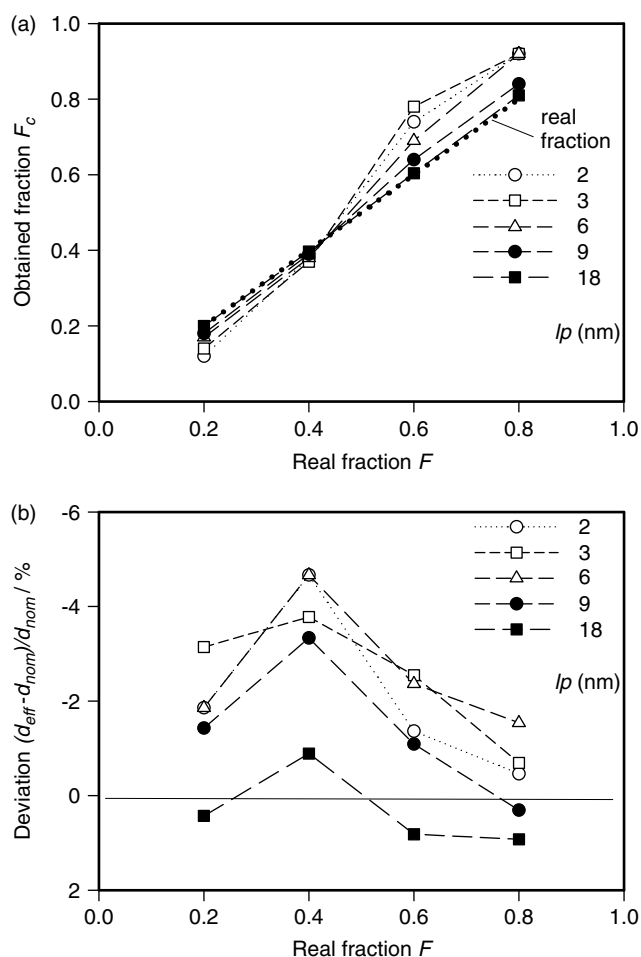 (a)
1.0
0.8
0.6
0.4
0.2
0.0
Obtained fraction Fc
real
fraction
2
3
6
9
18
lp (nm)
0.0 0.2 0.4 0.6 0.8 1.0
Real fraction F
(b)
-6
-4
-2
0
2
Deviation (deff-dnom)/dnom / %
2
3
6
9
18
lp (nm)
0.0 0.2 0.4 0.6 0.8 1.0
Real fraction F